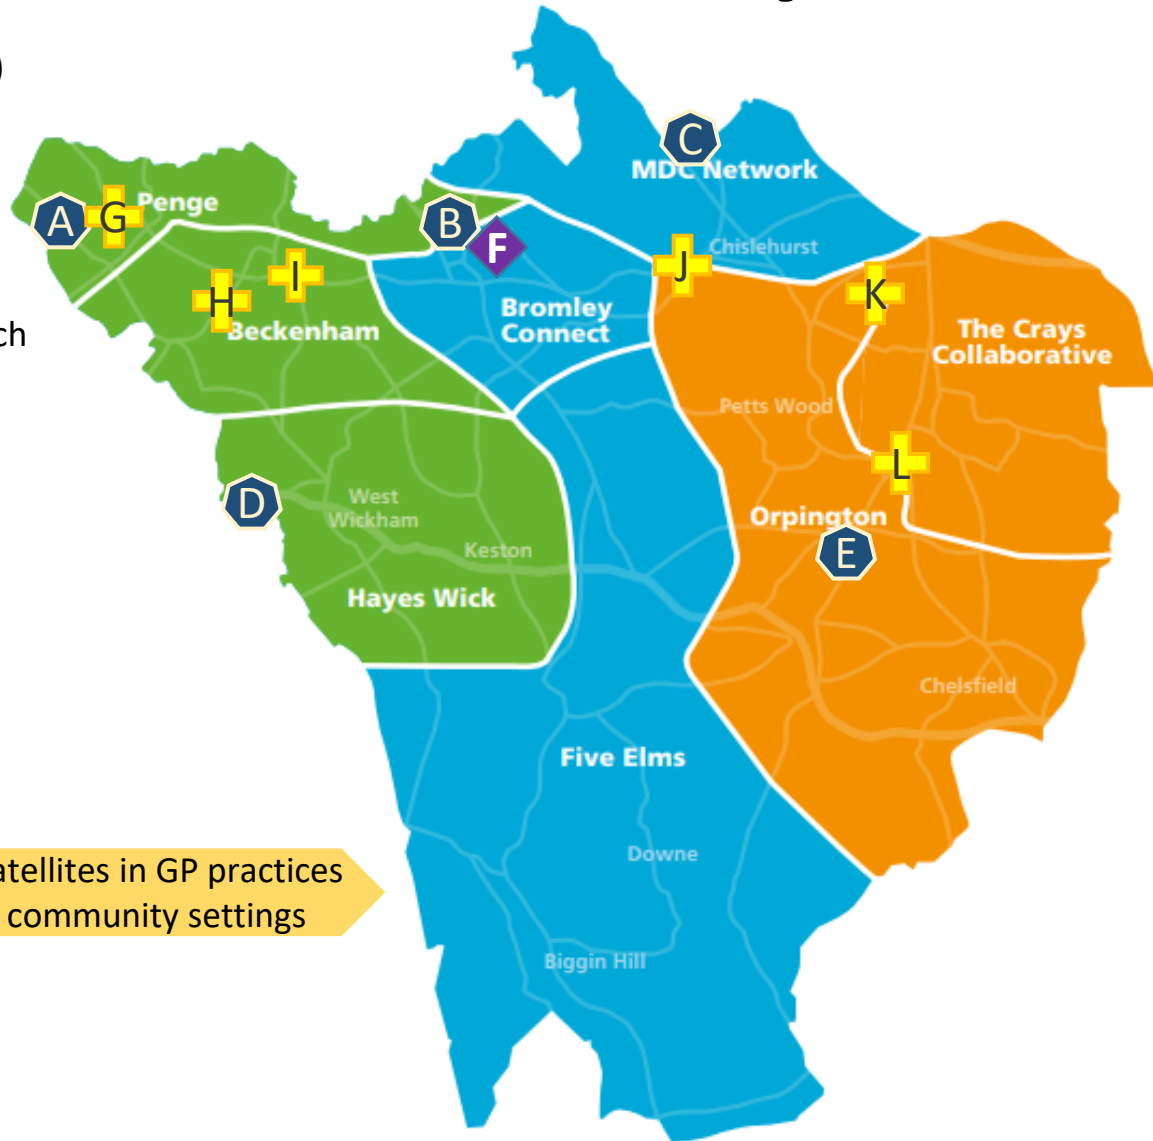 )
C
MDC Network
Penge
A
G
B
F
Chislehurst
J
I
H
K
Bromley
Connect
Beckenham
The Crays
Collaborative
ch
Petts Wood
L
D
West
Wickham
Orpington
Keston
E
Hayes Wick
Chelsfield
Five Elms
Downe
atellites in GP practices
community settings
Biggin Hill